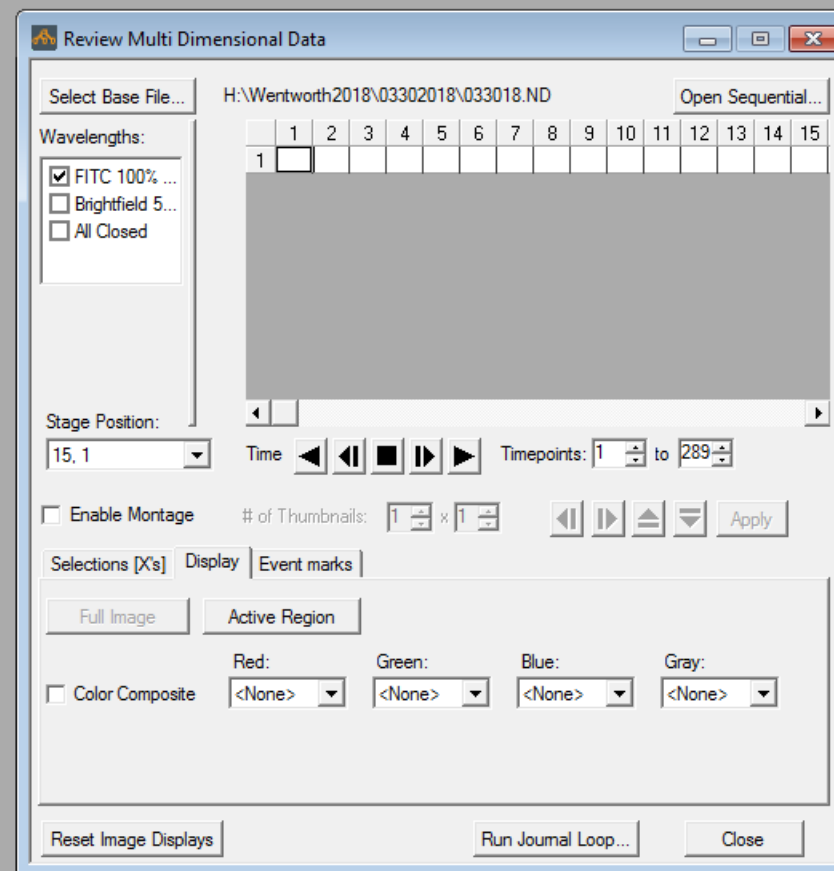 Review Multi Dimensional Data
Select Base File... H:\Wentworth2018\03302018\033018.ND Open Sequential...
Wavelengths:
1 2 3 4 5 6 7 8 9 10 11 12 13 14 15
1
FITC 100% ...
Brightfield 5...
All Closed
Stage Position:
15, 1 Time Timepoints: 1 to 289
Enable Montage # of Thumbnails: 1 x 1 Apply
Selections [X's] Display Event marks
Full Image Active Region
Red: Green: Blue: Gray:
Color Composite <None> <None> <None> <None>
Reset Image Displays Run Journal Loop... Close